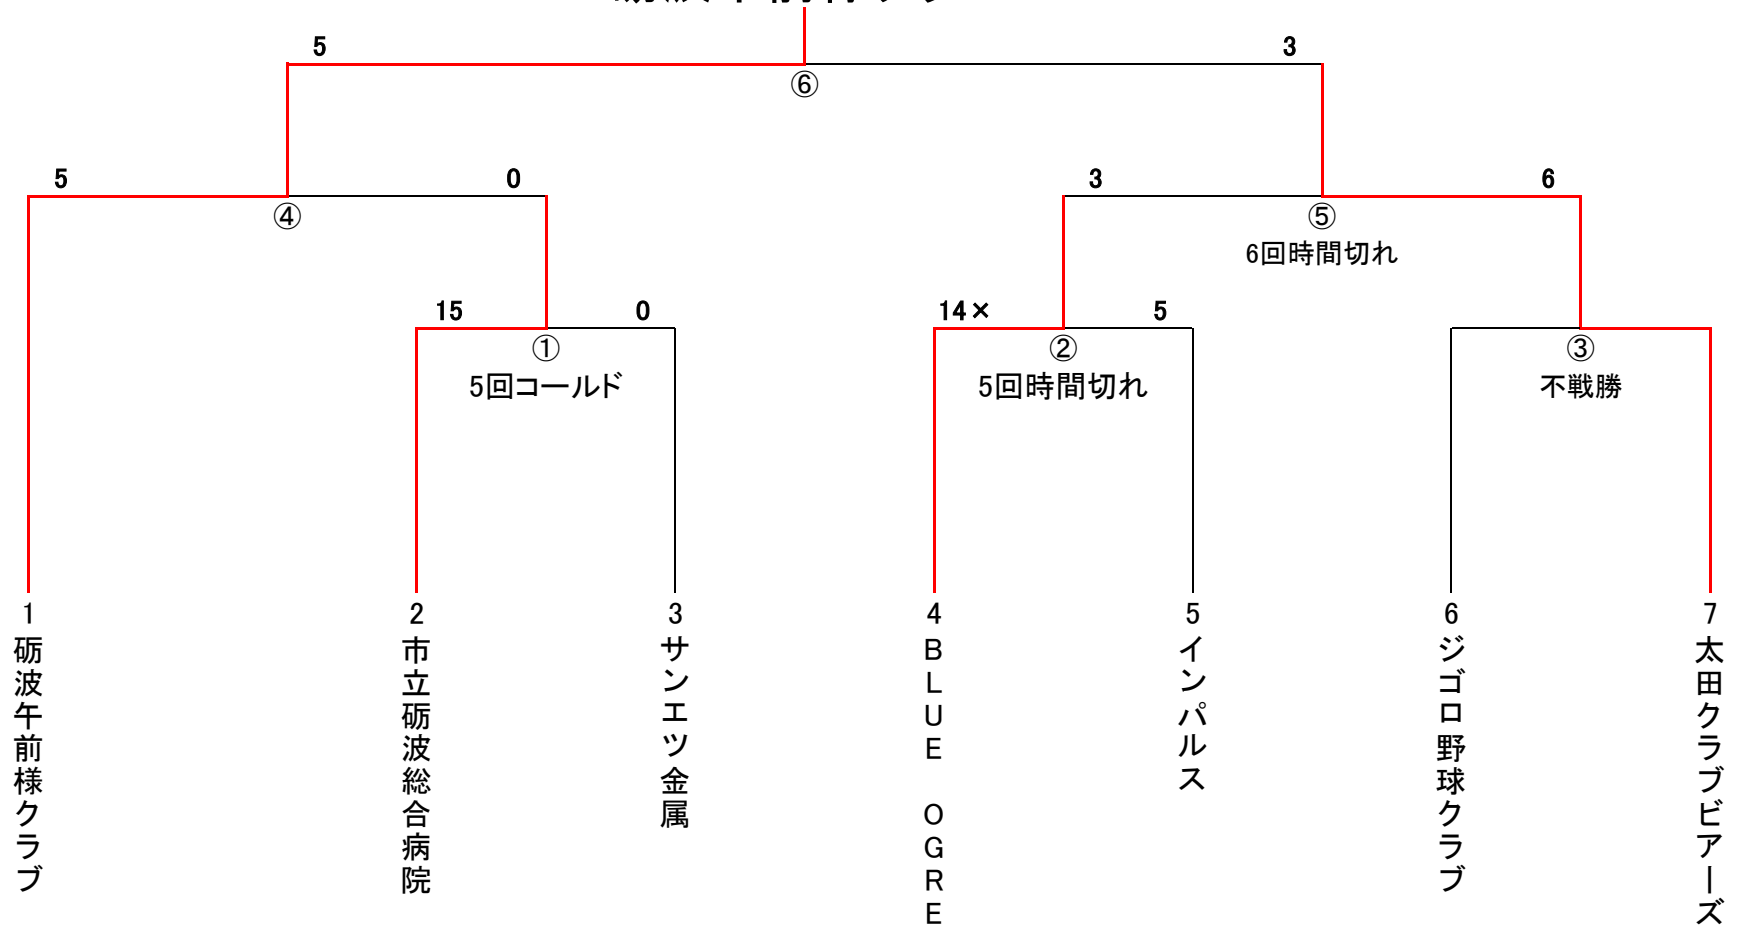 5
3
⑥
5
0
3
6
④
⑤
6回時間切れ
15
0
14×
5
①
②
③
5回コールド
5回時間切れ
不戦勝
1
2
3
4
5
6
7
砺波午前様クラブ
市立砺波総合病院
サンエツ金属
BLUE OGRE
インパルス
ジゴロ野球クラブ
太田クラブビアーズ